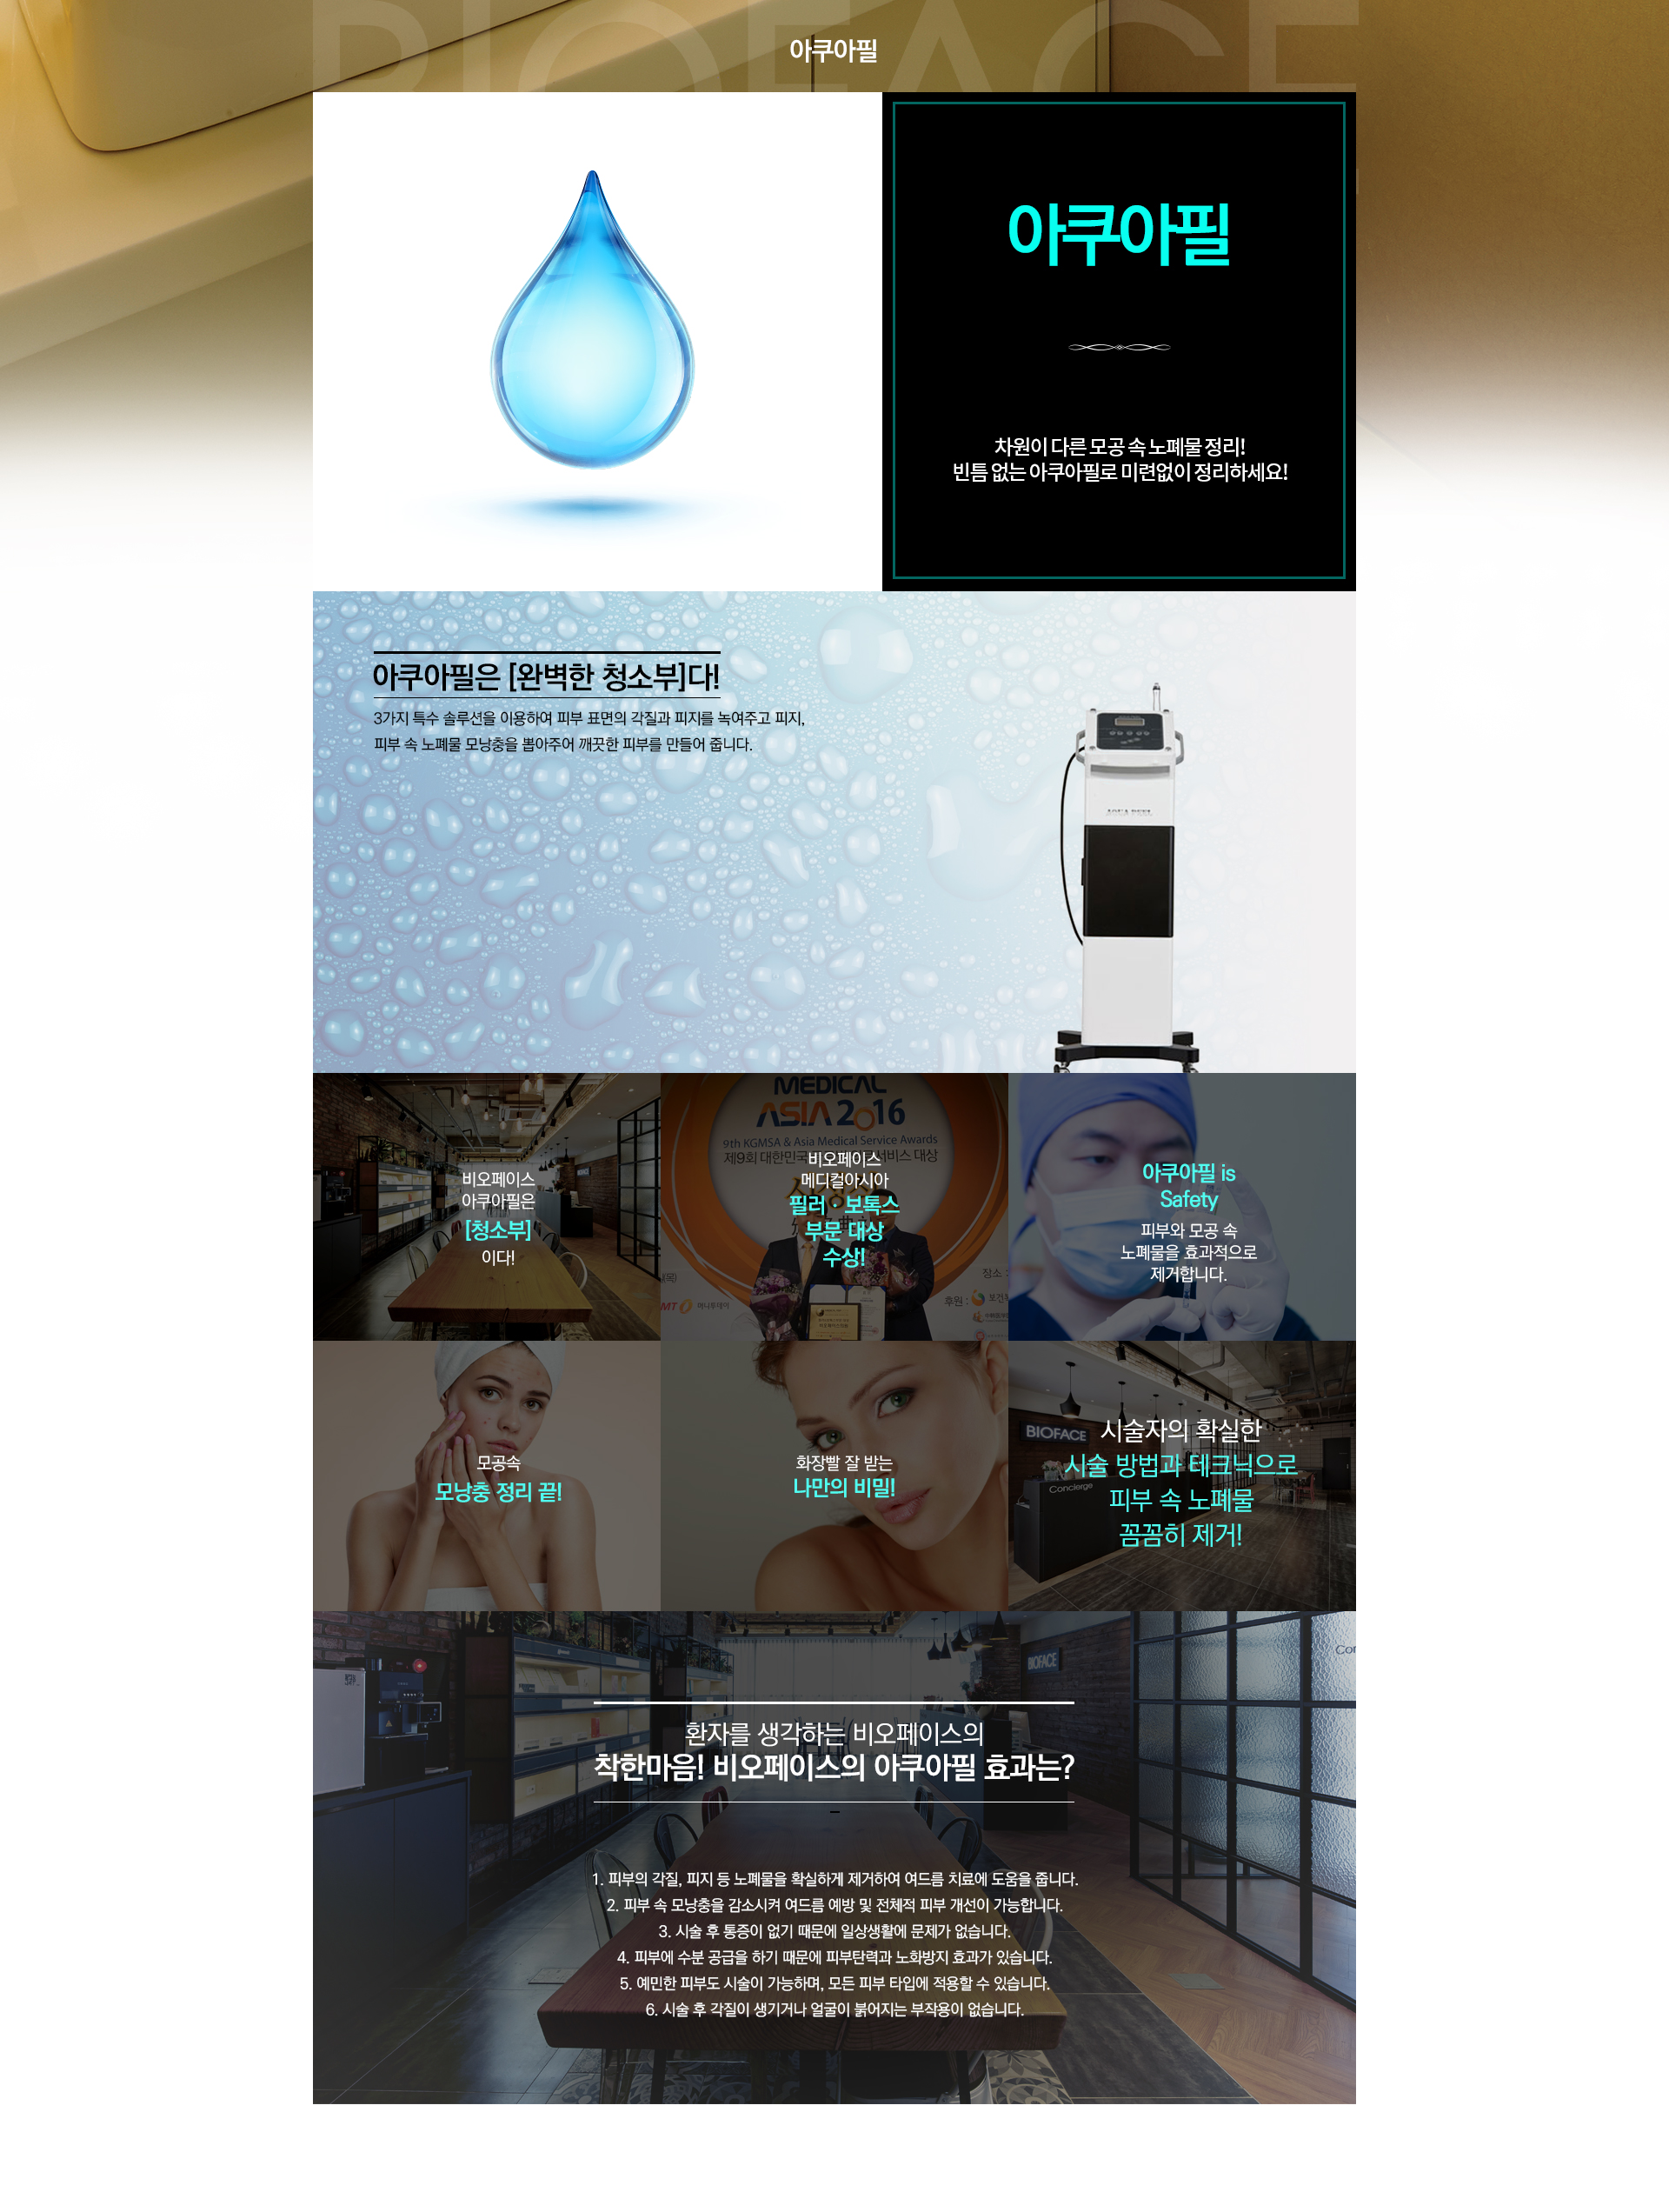 BIOFACE
아쿠아필
아쿠아필
차원이 다른 모공 속 노폐물 정리!
빈틈 없는 아쿠아필로 미련없이 정리하세요!
아쿠아필은 [완벽한 청소부]다!
3가지 특수 솔루션을 이용하여 피부 표면의 각질과 피지를 녹여주고 피지,
피부 속 노폐물 모낭충을 뽑아주어 깨끗한 피부를 만들어 줍니다.
비오페이스
아쿠아필은
[청소부]
이다!
MEDICAL
ASIA 2016
9th KGMSA & Asia Medical Service Awards
제9회 대한민국 서비스 대상
비오페이스
메디컬아시아
필러 · 보톡스
부문 대상
수상!
장소 :
MT 머니투데이
후원 :
아쿠아필 is
Safety
피부와 모공 속
노폐물을 효과적으로
제거합니다.
모공속
모낭충 정리 끝!
화장빨 잘 받는
나만의 비밀!
BIOFACE
Concierge
시술자의 확실한
시술 방법과 테크닉으로
피부 속 노폐물
꼼꼼히 제거!
BIOFACE
Cor
환자를 생각하는 비오페이스의
착한마음! 비오페이스의 아쿠아필 효과는?
1. 피부의 각질, 피지 등 노폐물을 확실하게 제거하여 여드름 치료에 도움을 줍니다.
2. 피부 속 모낭충을 감소시켜 여드름 예방 및 전체적 피부 개선이 가능합니다.
3. 시술 후 통증이 없기 때문에 일상생활에 문제가 없습니다.
4. 피부에 수분 공급을 하기 때문에 피부탄력과 노화방지 효과가 있습니다.
5. 예민한 피부도 시술이 가능하며, 모든 피부 타입에 적용할 수 있습니다.
6. 시술 후 각질이 생기거나 얼굴이 붉어지는 부작용이 없습니다.